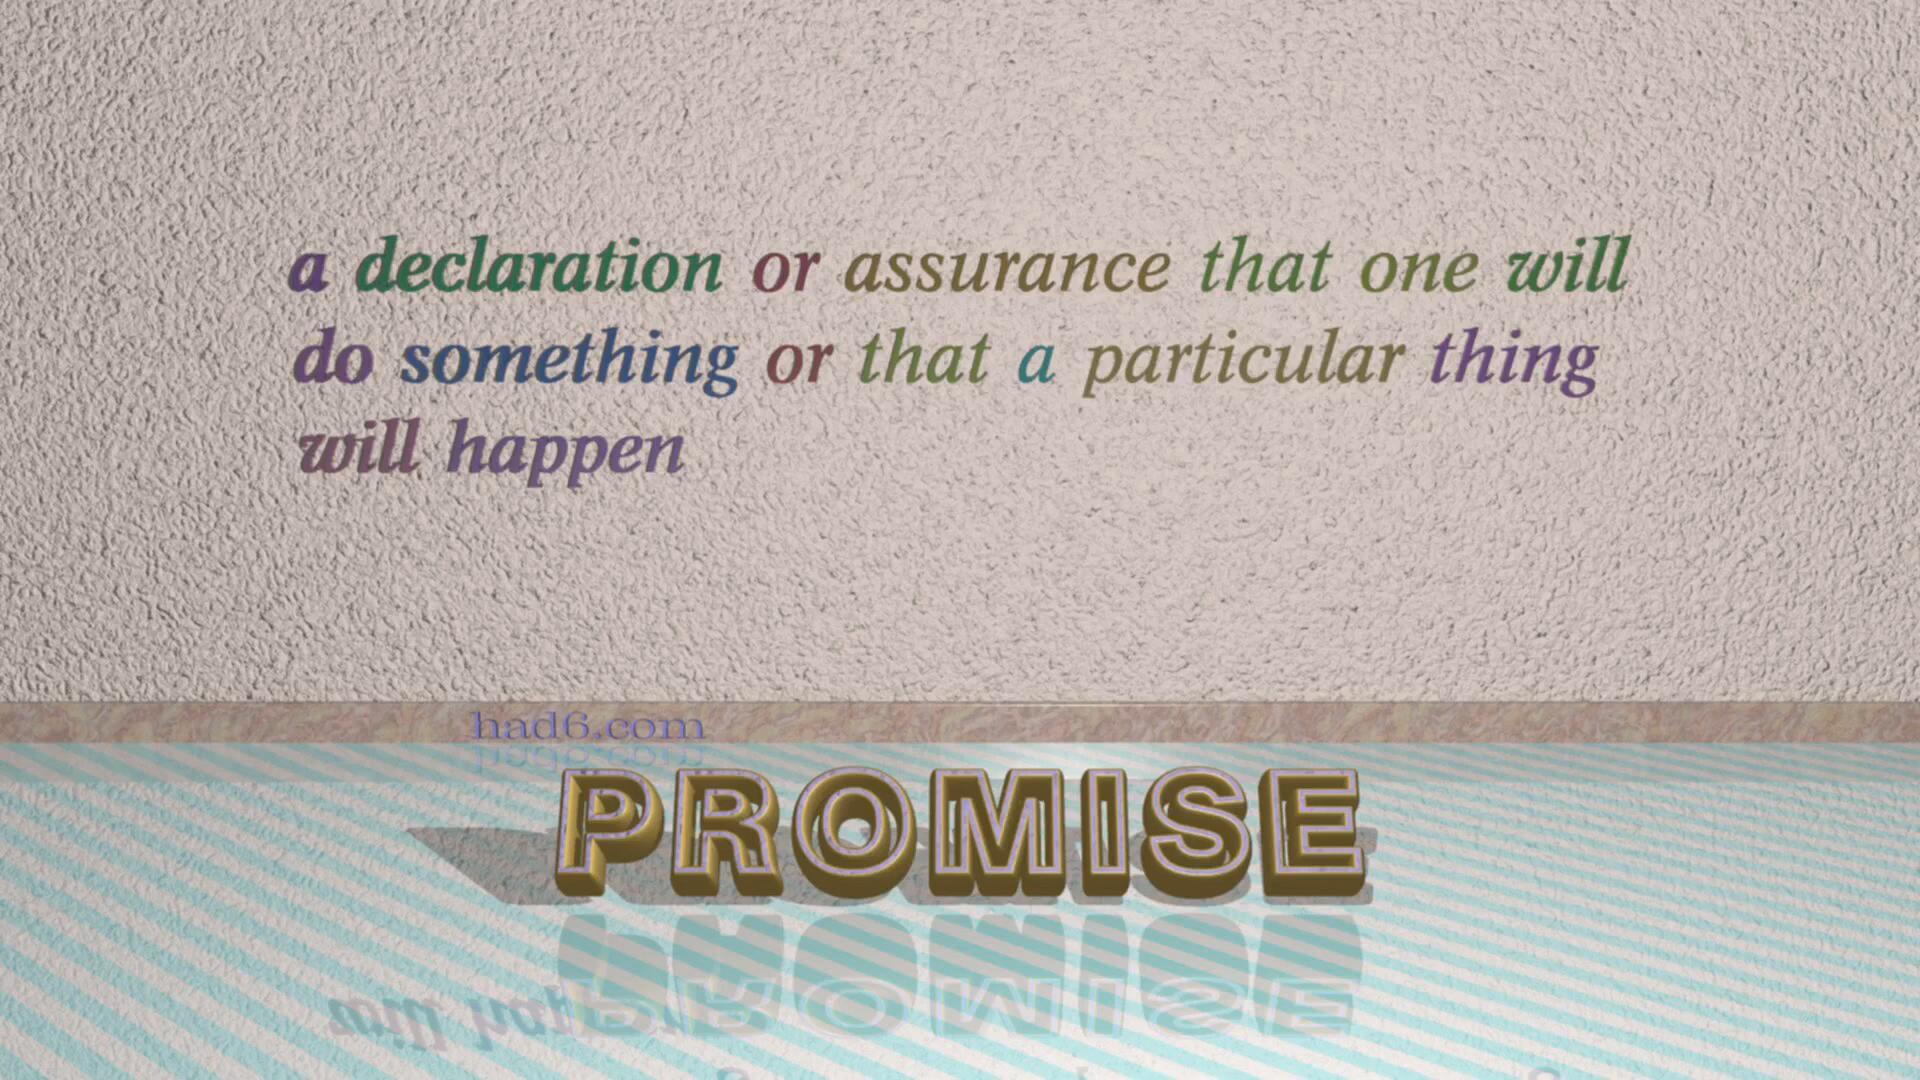 a declaration or assurance that one will
do something or that a particular thing
will happen
had6.com
PROMISE